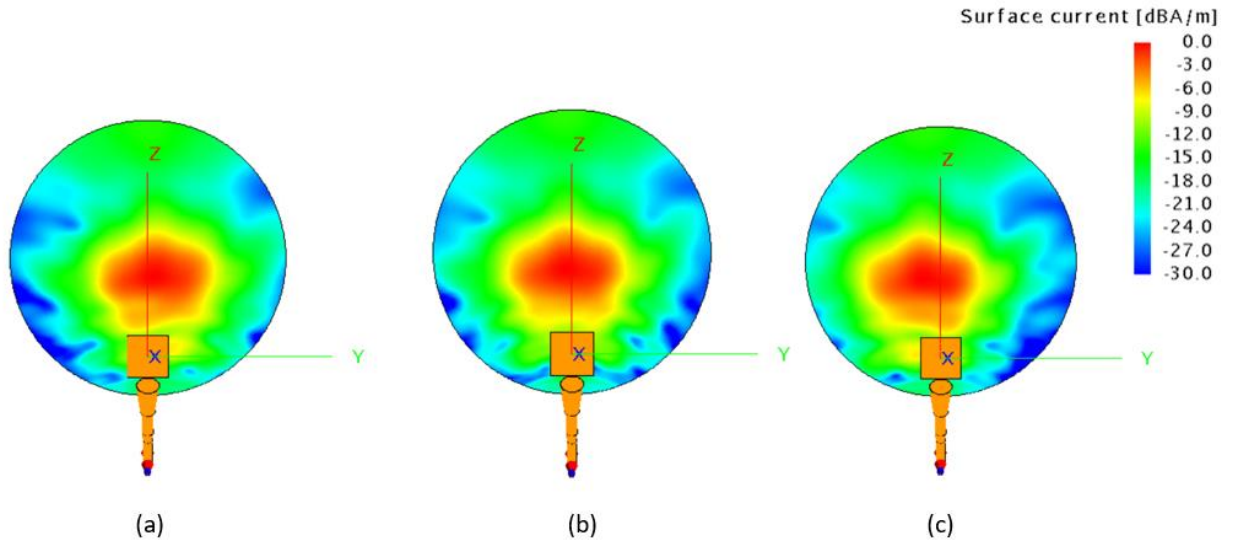 Surface current [dBA/m]
0.0
-3.0
-6.0
-9.0
-12.0
-15.0
-18.0
-21.0
-24.0
-27.0
-30.0
Z
X
Y
Z
X
Y
Z
X
Y
(a)
(b)
(c)